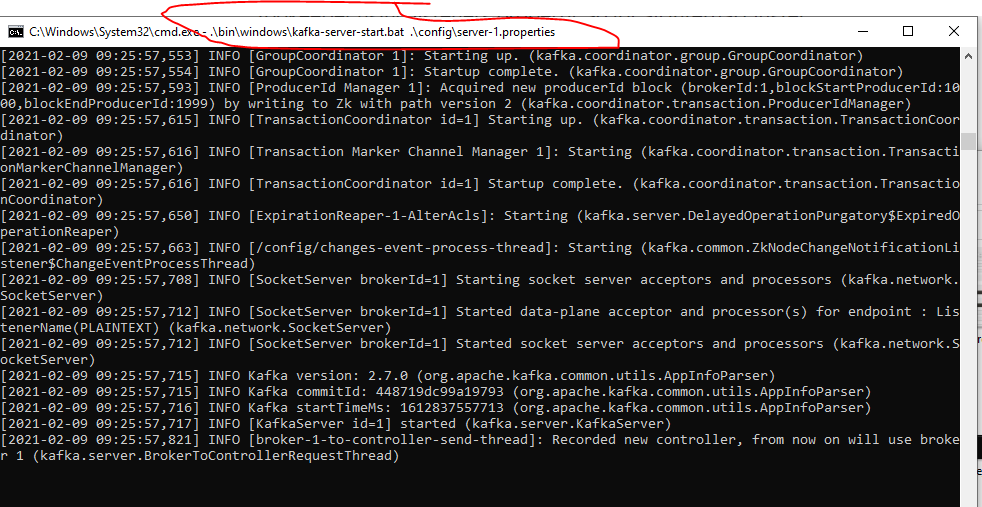 C:\Windows\System32\cmd.exe - .\bin\windows\kafka-server-start.bat .\config\server-1.properties
[2021-02-09 09:25:57,553] INFO [GroupCoordinator 1]: Starting up. (kafka.coordinator.group.GroupCoordinator)
[2021-02-09 09:25:57,554] INFO [GroupCoordinator 1]: Startup complete. (kafka.coordinator.group.GroupCoordinator)
[2021-02-09 09:25:57,593] INFO [ProducerId Manager 1]: Acquired new producerId block (brokerId:1,blockStartProducerId:10
00,blockEndProducerId:1999) by writing to Zk with path version 2 (kafka.coordinator.transaction.ProducerIdManager)
[2021-02-09 09:25:57,615] INFO [TransactionCoordinator id=1] Starting up. (kafka.coordinator.transaction.TransactionCoor
dinator)
[2021-02-09 09:25:57,616] INFO [Transaction Marker Channel Manager 1]: Starting (kafka.coordinator.transaction.Transacti
onMarkerChannelManager)
[2021-02-09 09:25:57,616] INFO [TransactionCoordinator id=1] Startup complete. (kafka.coordinator.transaction.Transactio
nCoordinator)
[2021-02-09 09:25:57,650] INFO [ExpirationReaper-1-AlterAcls]: Starting (kafka.server.DelayedOperationPurgatory$ExpiredO
perationReaper)
[2021-02-09 09:25:57,663] INFO [/config/changes-event-process-thread]: Starting (kafka.common.ZkNodeChangeNotificationLi
stener$ChangeEventProcessThread)
[2021-02-09 09:25:57,708] INFO [SocketServer brokerId=1] Starting socket server acceptors and processors (kafka.network.
SocketServer)
[2021-02-09 09:25:57,712] INFO [SocketServer brokerId=1] Started data-plane acceptor and processor(s) for endpoint : Lis
tenerName(PLAINTEXT) (kafka.network.SocketServer)
[2021-02-09 09:25:57,712] INFO [SocketServer brokerId=1] Started socket server acceptors and processors (kafka.network.S
ocketServer)
[2021-02-09 09:25:57,715] INFO Kafka version: 2.7.0 (org.apache.kafka.common.utils.AppInfoParser)
[2021-02-09 09:25:57,715] INFO Kafka commitId: 448719dc99a19793 (org.apache.kafka.common.utils.AppInfoParser)
[2021-02-09 09:25:57,716] INFO Kafka startTimeMs: 1612837557713 (org.apache.kafka.common.utils.AppInfoParser)
[2021-02-09 09:25:57,717] INFO [KafkaServer id=1] started (kafka.server.KafkaServer)
[2021-02-09 09:25:57,821] INFO [broker-1-to-controller-send-thread]: Recorded new controller, from now on will use broke
r 1 (kafka.server.BrokerToControllerRequestThread)